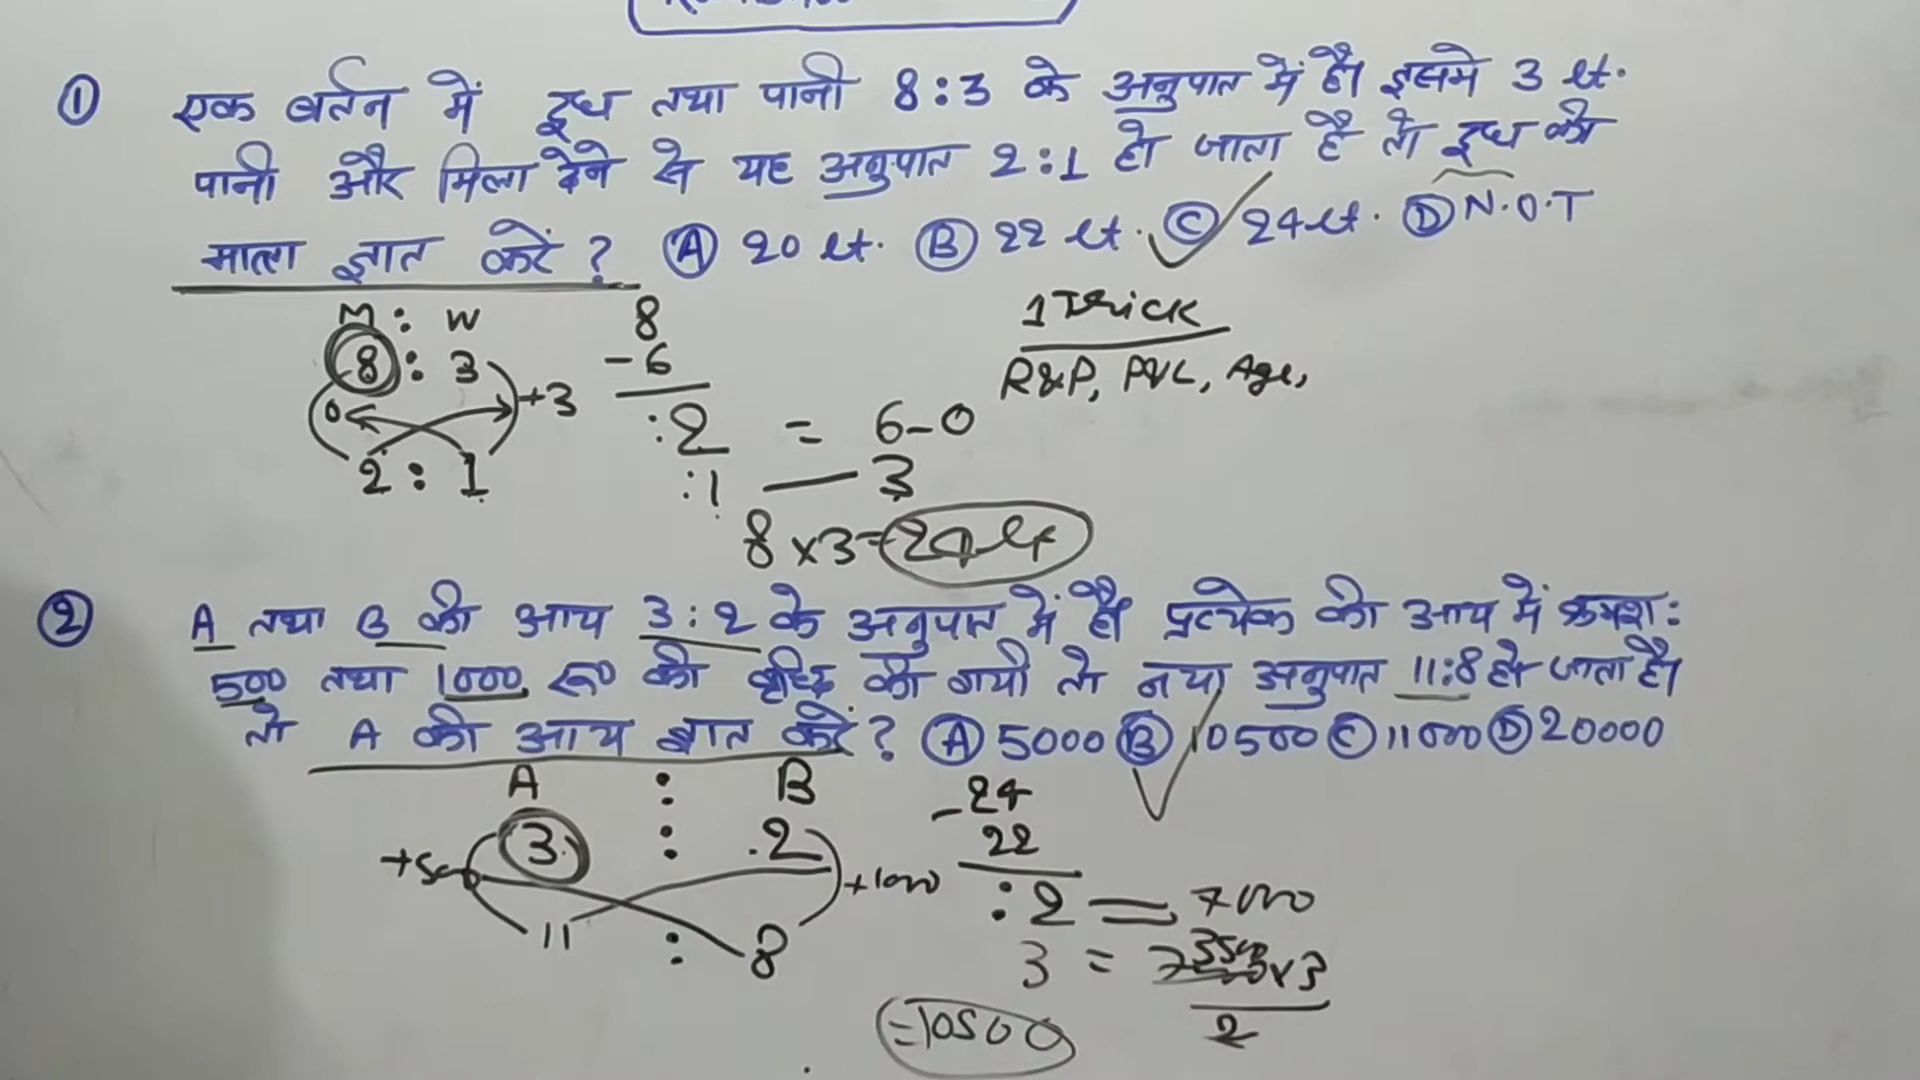 ① एक बर्तन में दूध तथा पानी 8:3 के अनुपात में है। इसमे 3 lt.
पानी और मिला देने से यह अनुपात 2:1 हो जाता है तो दूध की
मात्रा ज्ञात करें ? Ⓐ 20 lt. Ⓑ 22 lt. Ⓒ 24 lt. Ⓓ N.O.T
M : W
8 : 3
0 +3
2 : 1
8
- 6
: 2 = 6-0
: 1 — 3
8 x3=24 lt
1 Trick
R&P, P&L, Age,
② A तथा B की आय 3:2 के अनुपात में है। प्रत्येक की आय में क्रमश:
500 तथा 1000 रू० की वृद्धि की गयी तो नया अनुपात 11:8 हो जाता है।
तो A की आय ज्ञात करें ? Ⓐ 5000 Ⓑ 10500 Ⓒ 11000 Ⓓ 20000
A : B
3 : 2
+500 +1000
11 : 8
- 24
22
: 2 = 7000
3 = 3500x3
2
=10500